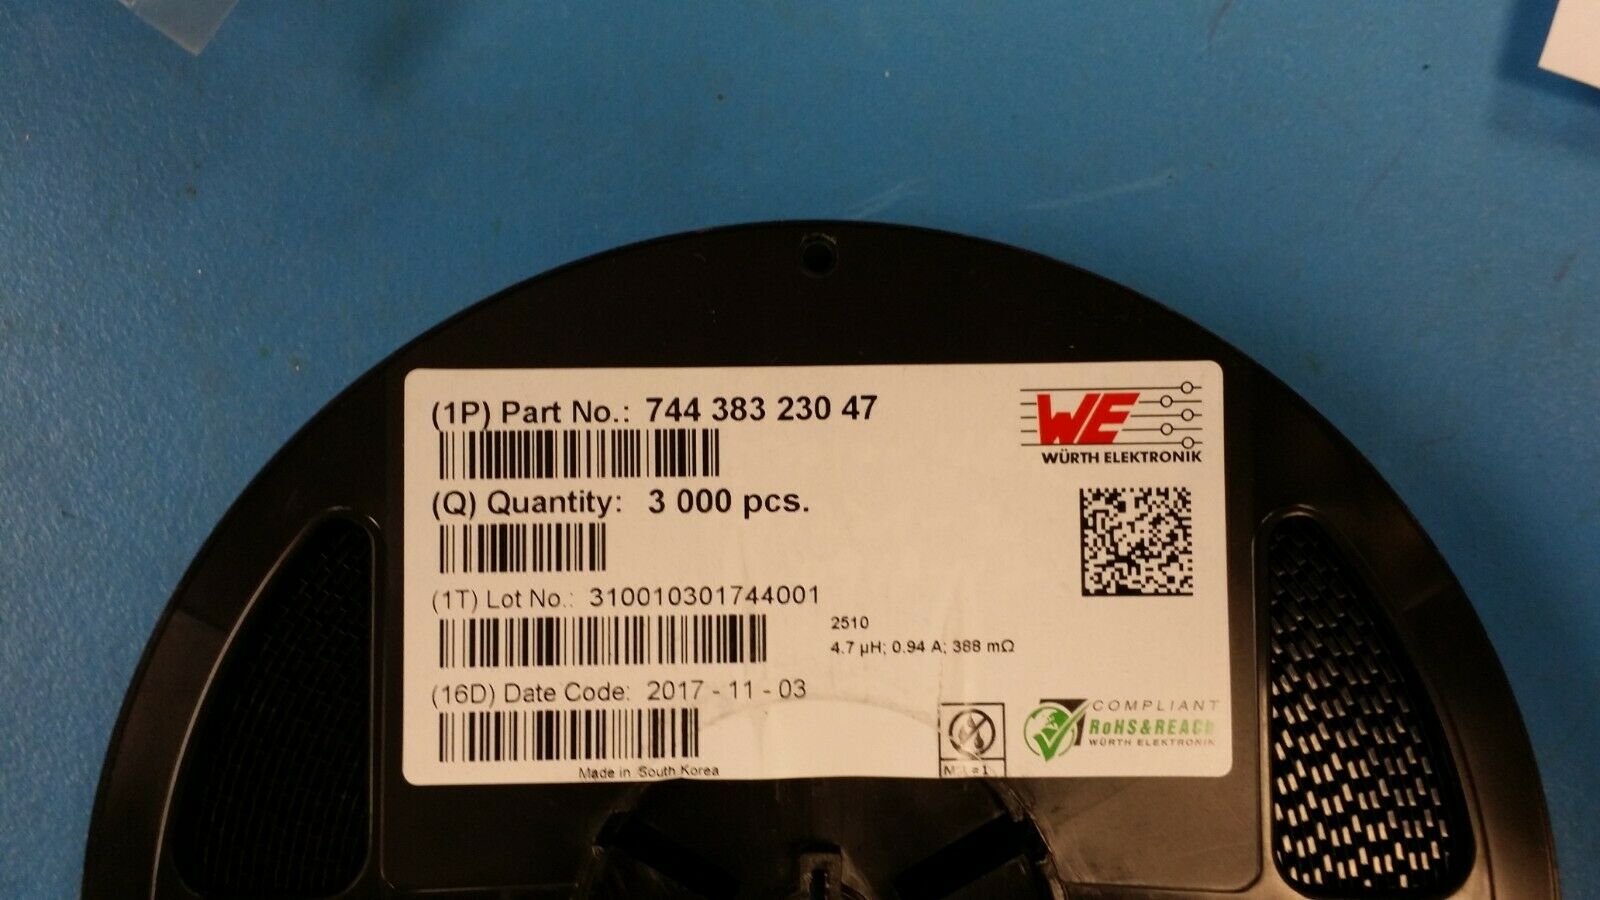 (1P) Part No.: 744 383 230 47
WE
WÜRTH ELEKTRONIK
(Q) Quantity: 3 000 pcs.
(1T) Lot No.: 310010301744001
2510
4.7 µH; 0.94 A; 388 mΩ
(16D) Date Code: 2017 - 11 - 03
COMPLIANT
RoHS&REACh
WÜRTH ELEKTRONIK
Made in South Korea